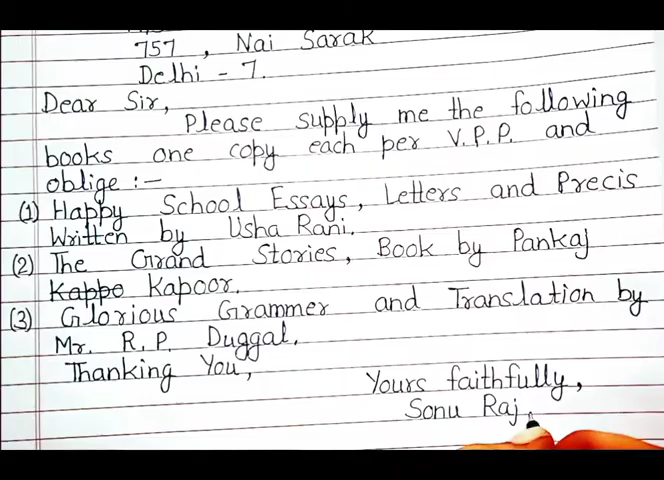 757, Nai Sarak
Delhi - 7.
Dear Sir,
Please supply me the following
books one copy each per V.P.P. and
oblige :-
(1) Happy School Essays, Letters and Precis
Written by Usha Rani.
(2) The Grand Stories, Book by Pankaj
Kappo Kapoor.
(3) Glorious Grammer and Translation by
Mr. R.P. Duggal.
Thanking You,
Yours faithfully,
Sonu Raj.